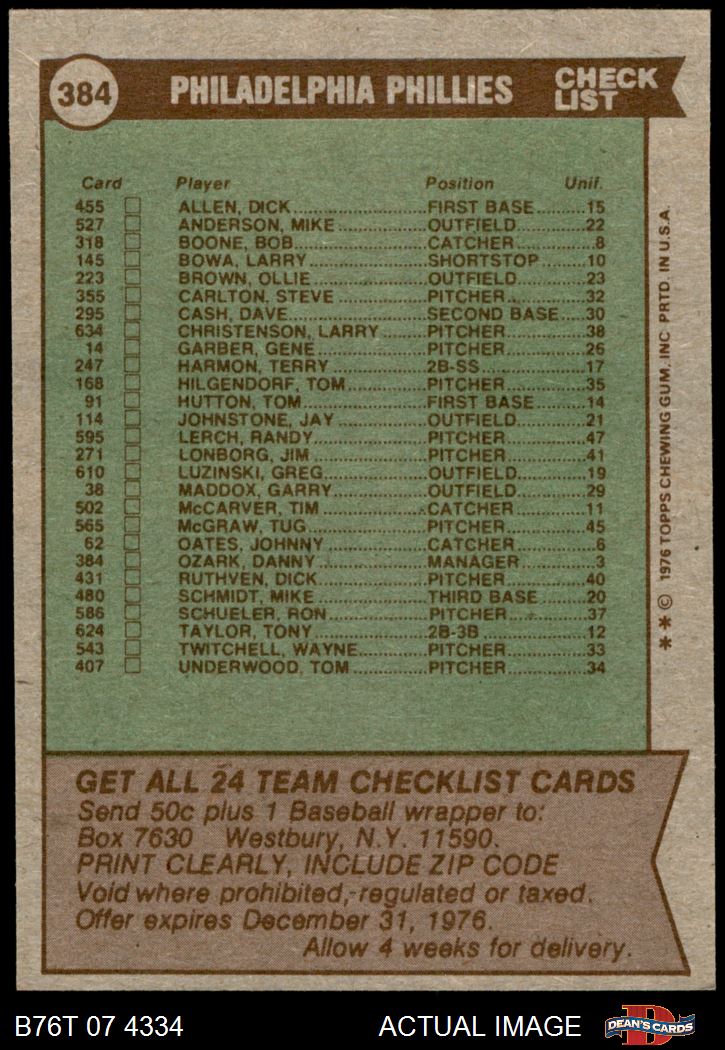 384 PHILADELPHIA PHILLIES CHECK LIST
Card Player Position Unif.
455 ALLEN, DICK FIRST BASE 15
527 ANDERSON, MIKE OUTFIELD 22
318 BOONE, BOB CATCHER 8
145 BOWA, LARRY SHORTSTOP 10
223 BROWN, OLLIE OUTFIELD 23
355 CARLTON, STEVE PITCHER 32
295 CASH, DAVE SECOND BASE 30
634 CHRISTENSON, LARRY PITCHER 38
14 GARBER, GENE PITCHER 26
247 HARMON, TERRY 2B-SS 17
168 HILGENDORF, TOM PITCHER 35
91 HUTTON, TOM FIRST BASE 14
114 JOHNSTONE, JAY OUTFIELD 21
595 LERCH, RANDY PITCHER 47
271 LONBORG, JIM PITCHER 41
610 LUZINSKI, GREG OUTFIELD 19
38 MADDOX, GARRY OUTFIELD 29
502 McCARVER, TIM CATCHER 11
565 McGRAW, TUG PITCHER 45
62 OATES, JOHNNY CATCHER 6
384 OZARK, DANNY MANAGER 3
431 RUTHVEN, DICK PITCHER 40
480 SCHMIDT, MIKE THIRD BASE 20
586 SCHUELER, RON PITCHER 37
624 TAYLOR, TONY 2B-3B 12
543 TWITCHELL, WAYNE PITCHER 33
407 UNDERWOOD, TOM PITCHER 34
* * © 1976 TOPPS CHEWING GUM, INC PRTD. IN U.S.A.
GET ALL 24 TEAM CHECKLIST CARDS
Send 50c plus 1 Baseball wrapper to:
Box 7630 Westbury, N.Y. 11590.
PRINT CLEARLY, INCLUDE ZIP CODE
Void where prohibited, regulated or taxed.
Offer expires December 31, 1976.
Allow 4 weeks for delivery.
B76T 07 4334 ACTUAL IMAGE D DEAN'S CARDS